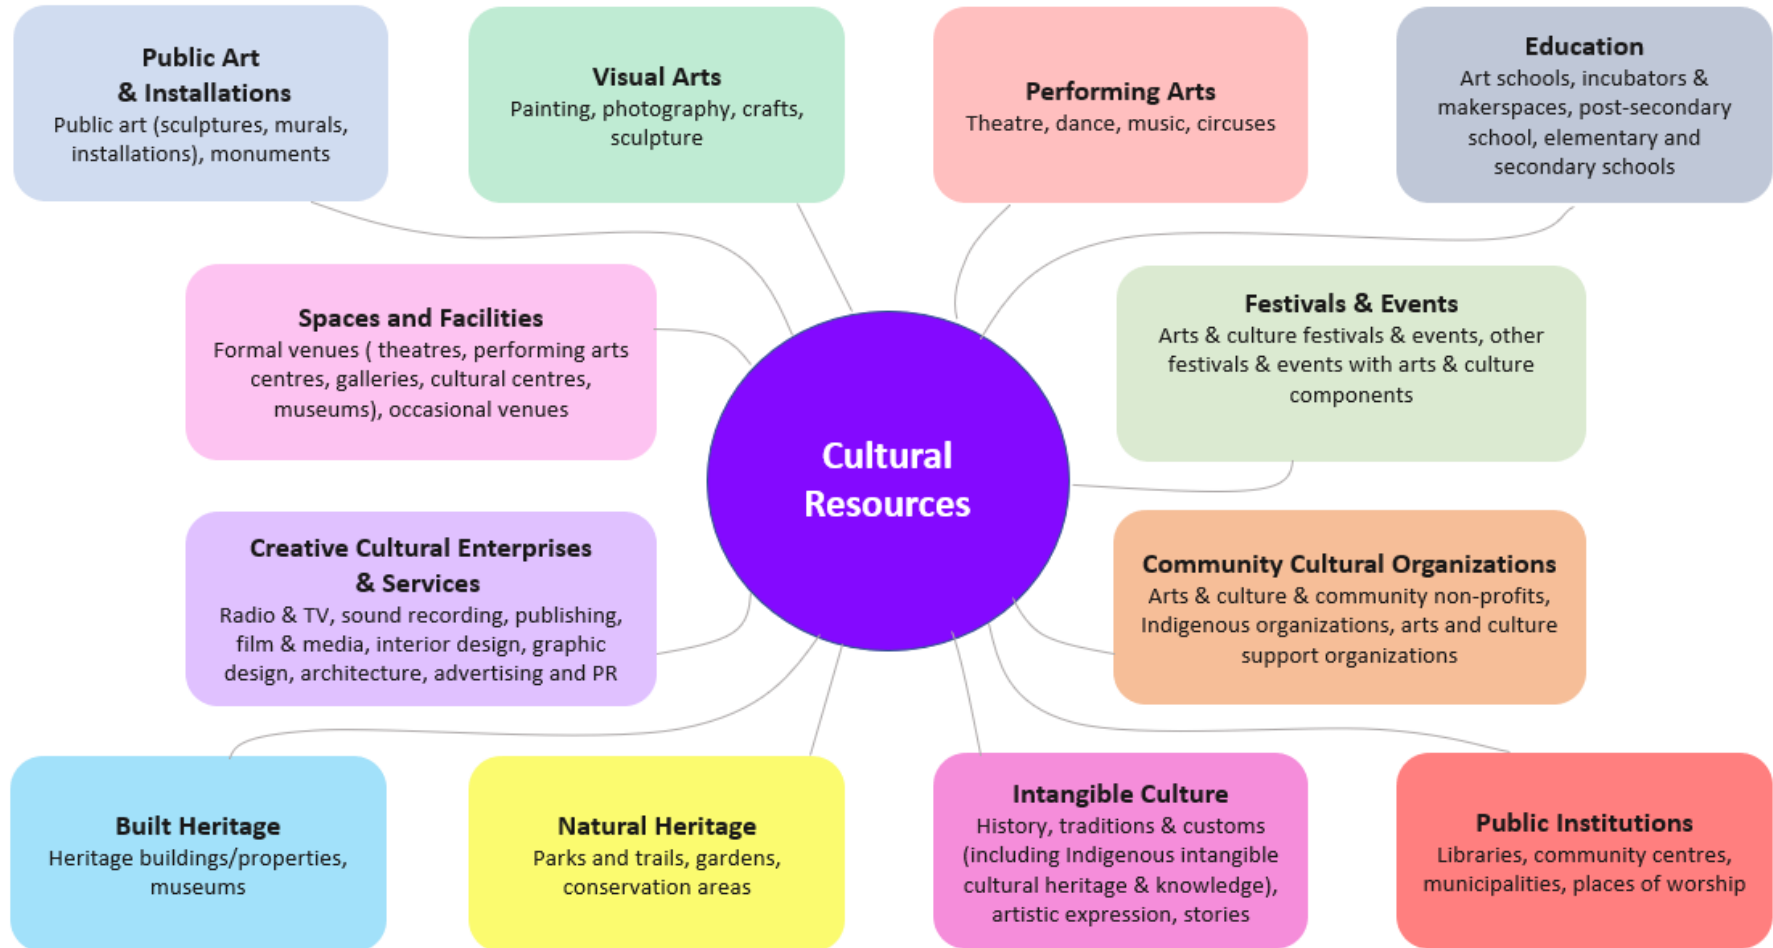 Public Art
& Installations
Public art (sculptures, murals,
installations), monuments
Visual Arts
Painting, photography, crafts,
sculpture
Performing Arts
Theatre, dance, music, circuses
Education
Art schools, incubators &
makerspaces, post-secondary
school, elementary and
secondary schools
Spaces and Facilities
Formal venues ( theatres, performing arts
centres, galleries, cultural centres,
museums), occasional venues
Festivals & Events
Arts & culture festivals & events, other
festivals & events with arts & culture
components
Cultural
Resources
Creative Cultural Enterprises
& Services
Radio & TV, sound recording, publishing,
film & media, interior design, graphic
design, architecture, advertising and PR
Community Cultural Organizations
Arts & culture & community non-profits,
Indigenous organizations, arts and culture
support organizations
Built Heritage
Heritage buildings/properties,
museums
Natural Heritage
Parks and trails, gardens,
conservation areas
Intangible Culture
History, traditions & customs
(including Indigenous intangible
cultural heritage & knowledge),
artistic expression, stories
Public Institutions
Libraries, community centres,
municipalities, places of worship